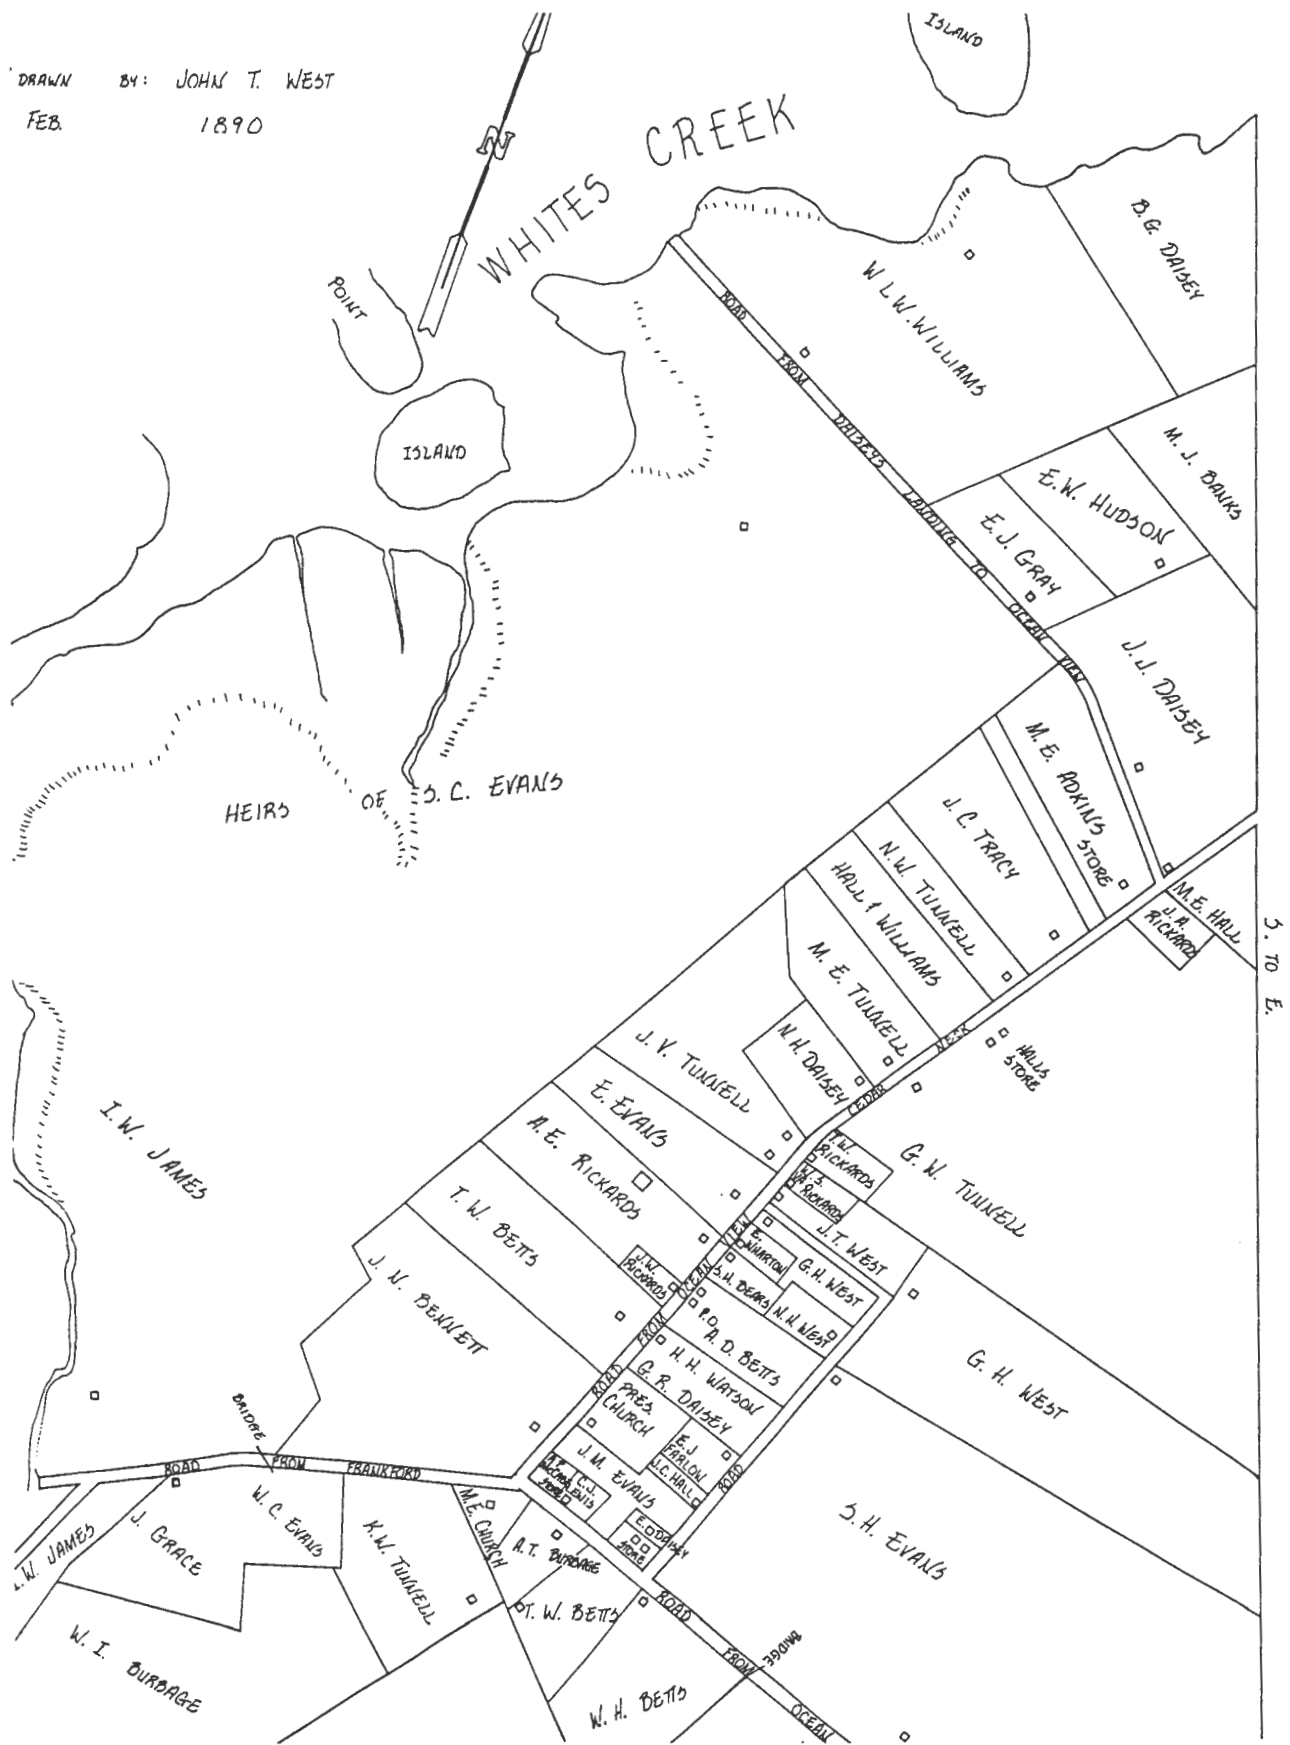 DRAWN BY: JOHN T. WEST
FEB. 1890
ISLAND
N
WHITES CREEK
POINT
ISLAND
B.G. DAISEY
W L W. WILLIAMS
ROAD FROM DAISEYS LANDING TO OCEAN VIEW
M. J. BANKS
E.W. HUDSON
E.J. GRAY
J.J. DAISEY
HEIRS OF S. C. EVANS
M. E. ADKINS
STORE
J. C. TRACY
N.W. TUNNELL
HALL & WILLIAMS
M. E. TUNNELL
N.H. DAISEY
M.E. HALL
J. A.
RICKARDS
S. TO E.
HALLS
STORE
J. V. TUNNELL
E. EVANS
A.E. RICKARDS
T. W. BETTS
J. N. BENNETT
J.W.
RICKARDS
I. W. JAMES
ROAD FROM OCEAN VIEW CEDAR NECK
T.W.
RICKARDS
W. S.
RICKARDS
G. W. TUNNELL
J. T. WEST
E.
WHARTON
G. H. WEST
S.H. DEARS
N. H. WEST
P.O.
A. D. BETTS
H. H. WATSON
G. R. DAISEY
G. H. WEST
PRES.
CHURCH
E.J
FARLOW
J.C. HALL
J. M. EVANS
C.J.
LEWIS
STORE
E. DAISEY
STORE
ROAD
S. H. EVANS
BRIDGE
ROAD FROM FRANKFORD
W. JAMES
J. GRACE
W. C. EVANS
K.W. TUNNELL
M.E. CHURCH
A.T. BURBAGE
T. W. BETTS
W. I. BURBAGE
W. H. BETTS
BRIDGE
ROAD FROM OCEAN